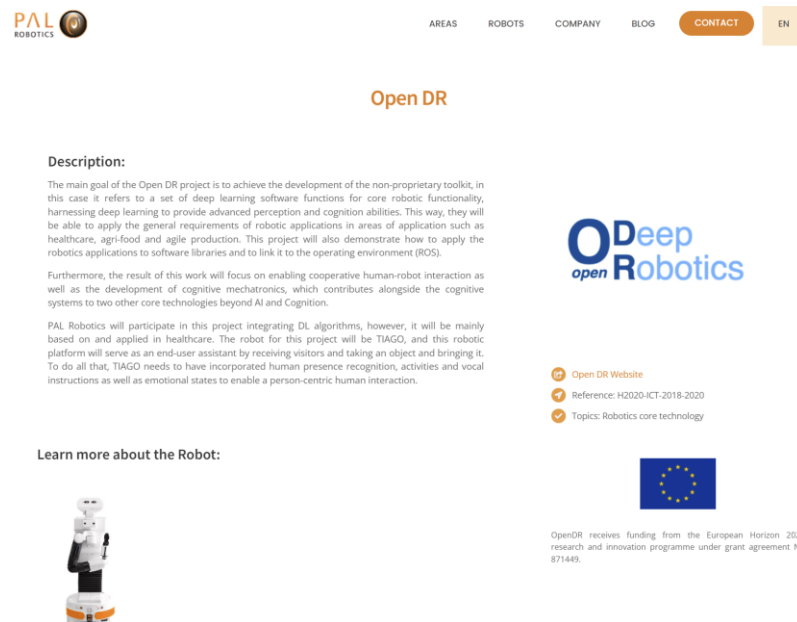 PAL
ROBOTICS
AREAS ROBOTS COMPANY BLOG CONTACT EN
Open DR
Description:
The main goal of the Open DR project is to achieve the development of the non-proprietary toolkit, in
this case it refers to a set of deep learning software functions for core robotic functionality,
harnessing deep learning to provide advanced perception and cognition abilities. This way, they will
be able to apply the general requirements of robotic applications in areas of application such as
healthcare, agri-food and agile production. This project will also demonstrate how to apply the
robotics applications to software libraries and to link it to the operating environment (ROS).
Furthermore, the result of this work will focus on enabling cooperative human-robot interaction as
well as the development of cognitive mechatronics, which contributes alongside the cognitive
systems to two other core technologies beyond AI and Cognition.
PAL Robotics will participate in this project integrating DL algorithms, however, it will be mainly
based on and applied in healthcare. The robot for this project will be TIAGO, and this robotic
platform will serve as an end-user assistant by receiving visitors and taking an object and bringing it.
To do all that, TIAGO needs to have incorporated human presence recognition, activities and vocal
instructions as well as emotional states to enable a person-centric human interaction.
Open Deep
Robotics
Open DR Website
Reference: H2020-ICT-2018-2020
Topics: Robotics core technology
Learn more about the Robot:
OpenDR receives funding from the European Horizon
research and innovation programme under grant agreement
871449.